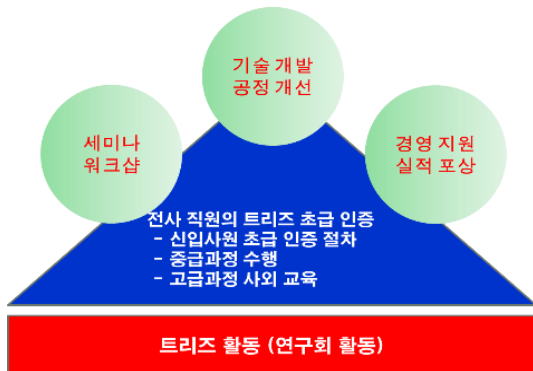 기술 개발
공정 개선
세미나
워크샵
경영 지원
실적 포상
전사 직원의 트리즈 초급 인증
- 신입사원 초급 인증 절차
- 중급과정 수행
- 고급과정 사외 교육
트리즈 활동 (연구회 활동)